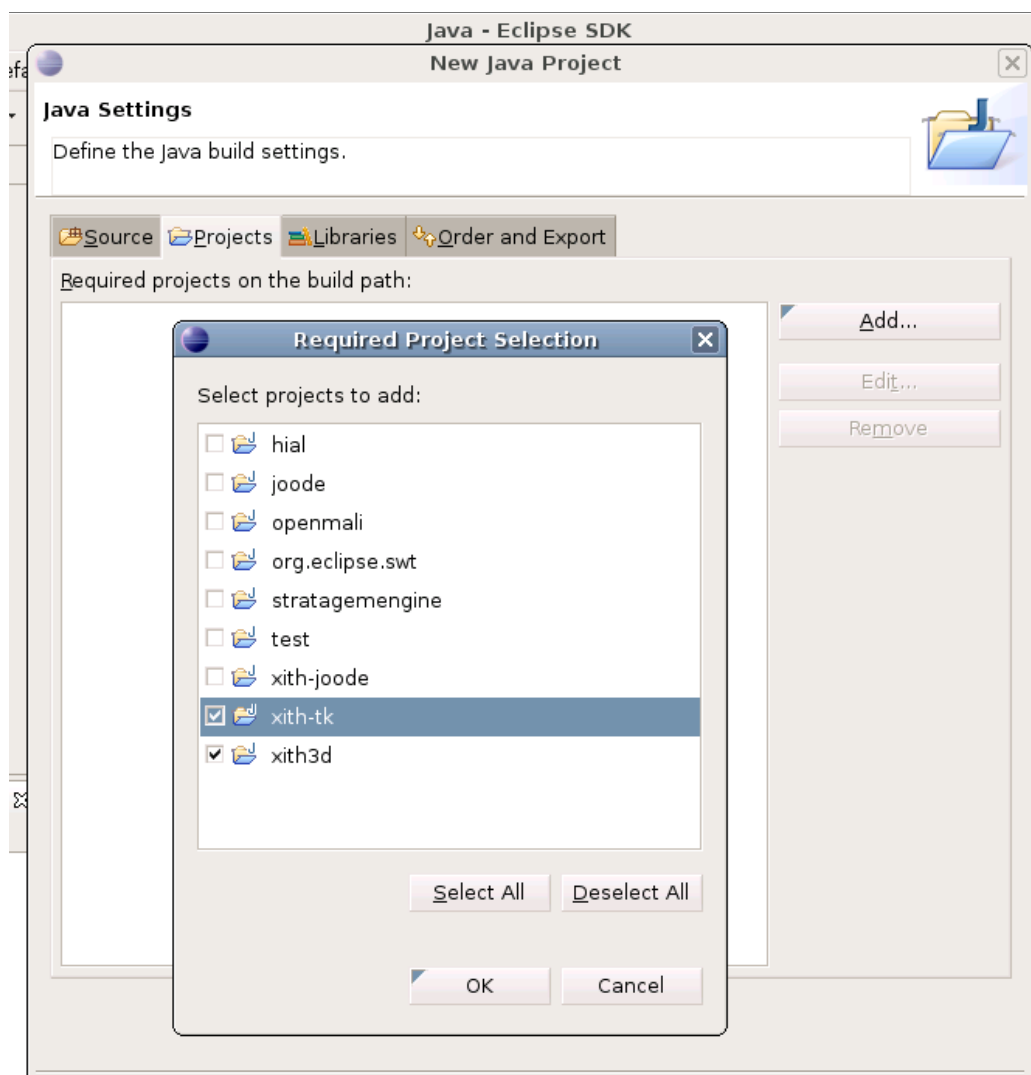 Java - Eclipse SDK
New Java Project
Java Settings
Define the Java build settings.
Source Projects Libraries Order and Export
Required projects on the build path:
Add...
Required Project Selection
Edit...
Select projects to add:
Remove
hial
joode
openmali
org.eclipse.swt
stratagemengine
test
xith-joode
xith-tk
xith3d
Select All Deselect All
OK Cancel